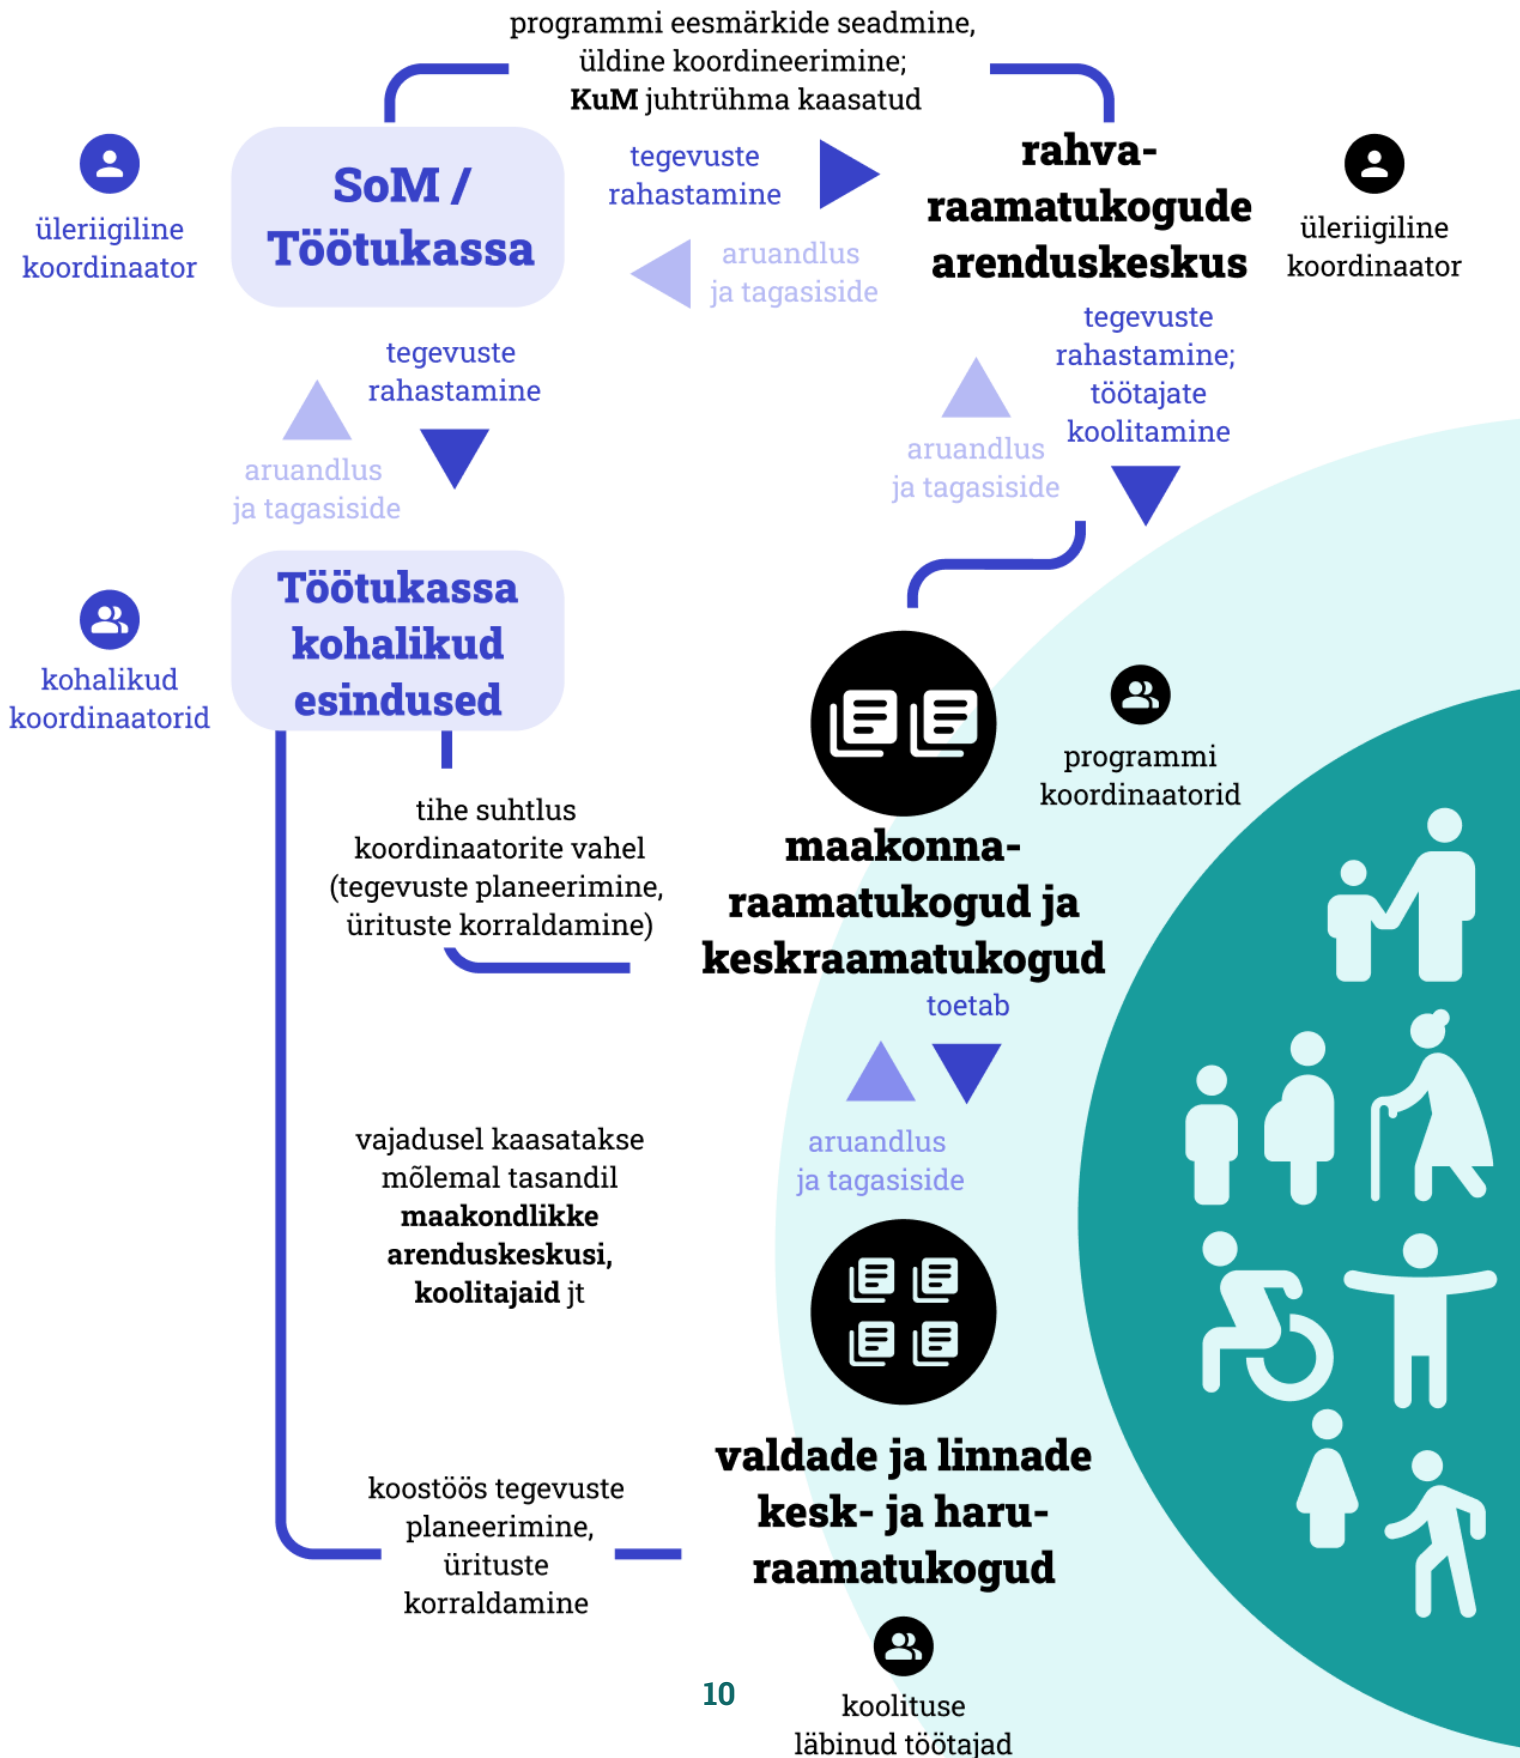 programmi eesmärkide seadmine,
üldine koordineerimine;
KuM juhtrühma kaasatud
üleriigiline
koordinaator
SoM /
Töötukassa
tegevuste
rahastamine
aruandlus
ja tagasiside
rahva-
raamatukogude
arenduskeskus
üleriigiline
koordinaator
tegevuste
rahastamine
aruandlus
ja tagasiside
tegevuste
rahastamine;
töötajate
koolitamine
aruandlus
ja tagasiside
kohalikud
koordinaatorid
Töötukassa
kohalikud
esindused
programmi
koordinaatorid
tihe suhtlus
koordinaatorite vahel
(tegevuste planeerimine,
ürituste korraldamine)
maakonna-
raamatukogud ja
keskraamatukogud
toetab
aruandlus
ja tagasiside
vajadusel kaasatakse
mõlemal tasandil
maakondlikke
arenduskeskusi,
koolitajaid jt
koostöös tegevuste
planeerimine,
ürituste
korraldamine
valdade ja linnade
kesk- ja haru-
raamatukogud
koolituse
läbinud töötajad
10